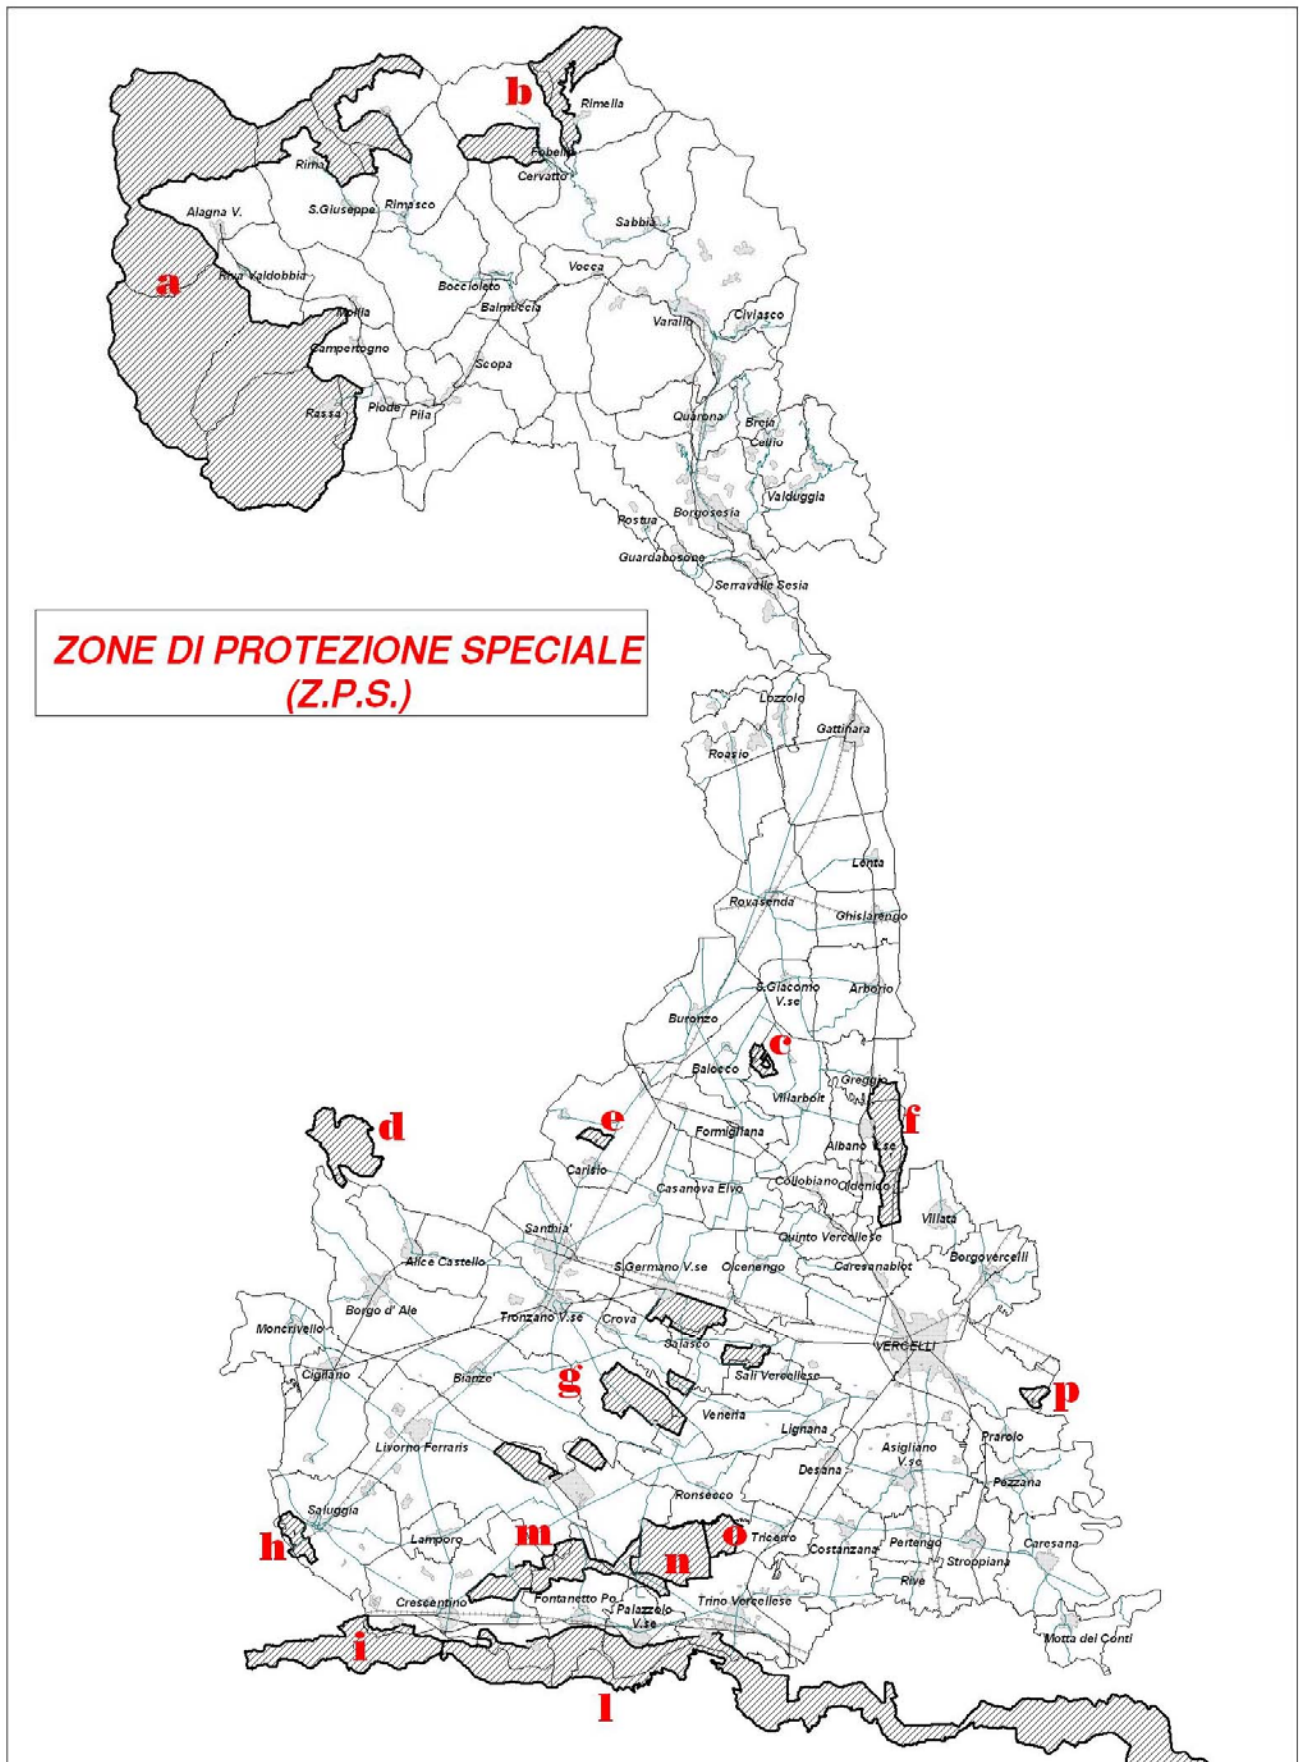 b
Rimella
Fobello
Cervatto
Rima
S.Giuseppe
Rimasco
Alagna V.
Sabbia
a
Riva Valdobbia
Vocca
Boccioleto
Balmuccia
Mollia
Varallo
Civiasco
Campertogno
Scopa
Rassa
Piode
Pila
Quarona
Breia
Cellio
Valduggia
Borgosesia
Postua
Guardabosone
Serravalle Sesia
ZONE DI PROTEZIONE SPECIALE
(Z.P.S.)
Lozzolo
Gattinara
Roasio
Lenta
Rovasenda
Ghislarengo
S.Giacomo
V.se
Arborio
Buronzo
c
Balocco
Greggio
Villarboit
d
e
f
Formigliana
Albano V.se
Carisio
Casanova Elvo
Collobiano
Oldenico
Villata
Santhia'
Quinto Vercellese
Alice Castello
S.Germano V.se
Olcenengo
Caresanablot
Borgovercelli
Borgo d' Ale
Tronzano V.se
Crova
Moncrivello
Salasco
VERCELLI
Cigliano
Bianze'
g
Sali Vercellese
p
Veneria
Lignana
Prarolo
Livorno Ferraris
Asigliano
V.se
Desana
Pezzana
Ronsecco
Saluggia
h
Lamporo
m
n
o
Tricerro
Costanzana
Pertengo
Stroppiana
Caresana
Rive
Crescentino
Fontanetto Po
Palazzolo
V.se
Trino Vercellese
Motta dei Conti
i
l